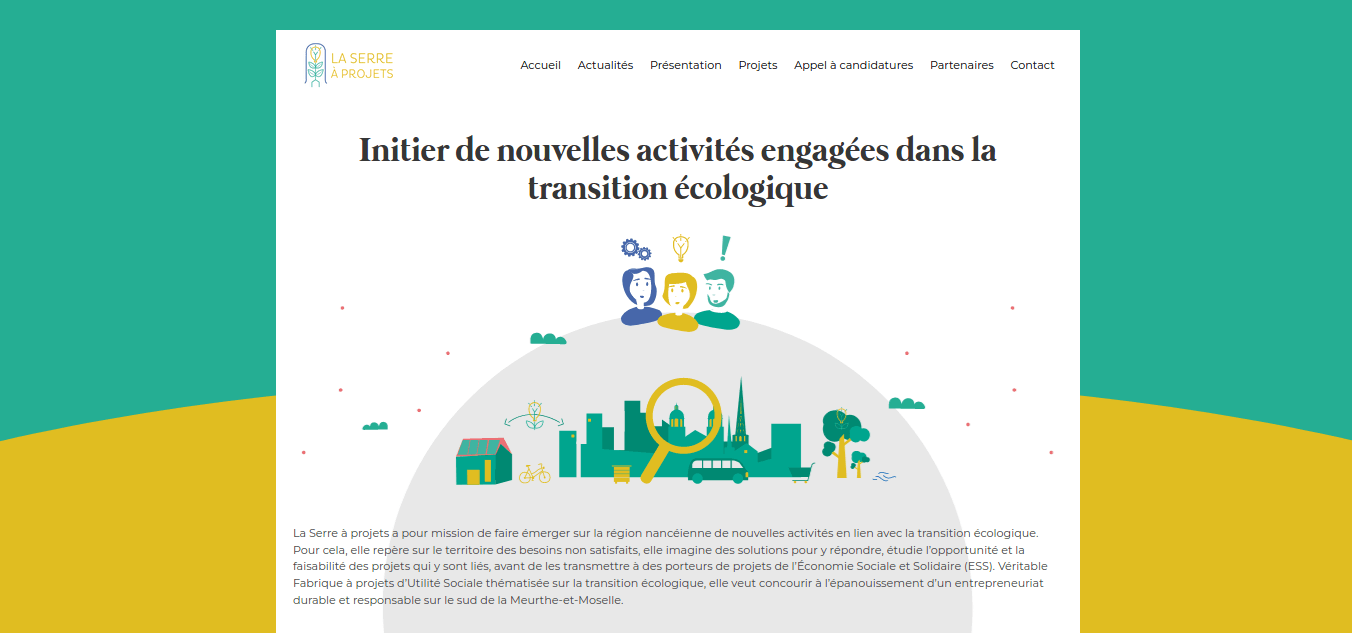 LA SERRE
À PROJETS
Accueil Actualités Présentation Projets Appel à candidatures Partenaires Contact
Initier de nouvelles activités engagées dans la
transition écologique
La Serre à projets a pour mission de faire émerger sur la région nancéienne de nouvelles activités en lien avec la transition écologique.
Pour cela, elle repère sur le territoire des besoins non satisfaits, elle imagine des solutions pour y répondre, étudie l’opportunité et la
faisabilité des projets qui y sont liés, avant de les transmettre à des porteurs de projets de l’Économie Sociale et Solidaire (ESS). Véritable
Fabrique à projets d’Utilité Sociale thématisée sur la transition écologique, elle veut concourir à l’épanouissement d’un entrepreneuriat
durable et responsable sur le sud de la Meurthe-et-Moselle.